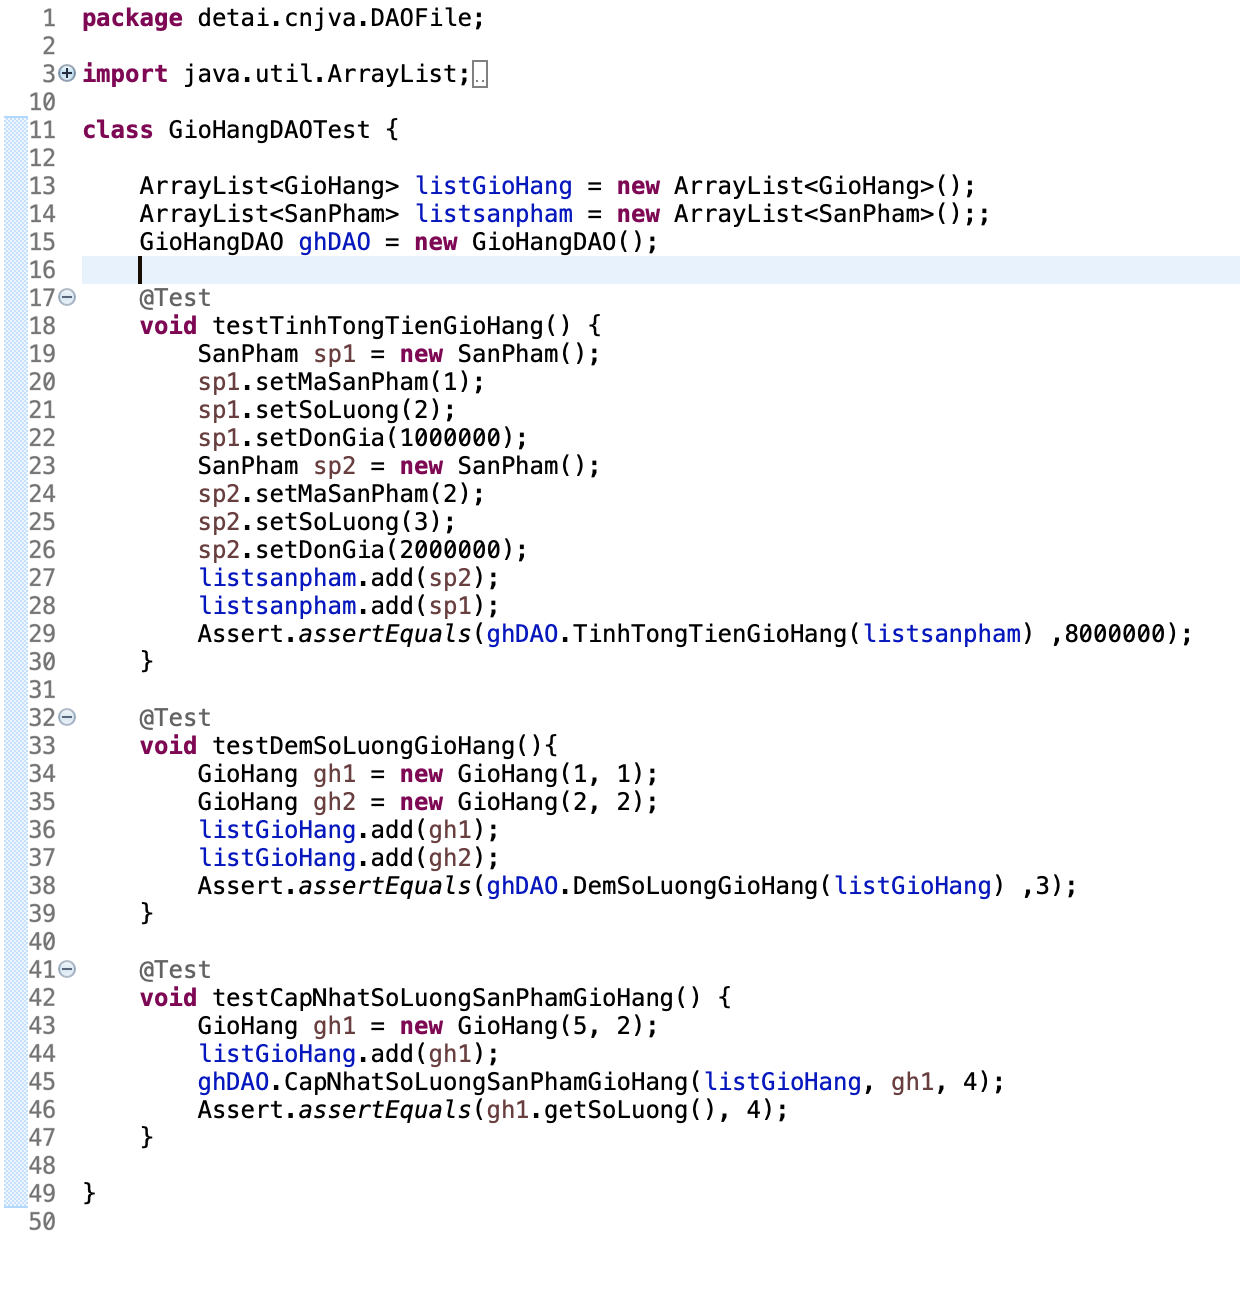 1 package detai.cnjva.DAOFile;
2
3 import java.util.ArrayList;
10
11 class GioHangDAOTest {
12
13     ArrayList<GioHang> listGioHang = new ArrayList<GioHang>();
14     ArrayList<SanPham> listsanpham = new ArrayList<SanPham>();;
15     GioHangDAO ghDAO = new GioHangDAO();
16
17     @Test
18     void testTinhTongTienGioHang() {
19         SanPham sp1 = new SanPham();
20         sp1.setMaSanPham(1);
21         sp1.setSoLuong(2);
22         sp1.setDonGia(1000000);
23         SanPham sp2 = new SanPham();
24         sp2.setMaSanPham(2);
25         sp2.setSoLuong(3);
26         sp2.setDonGia(2000000);
27         listsanpham.add(sp2);
28         listsanpham.add(sp1);
29         Assert.assertEquals(ghDAO.TinhTongTienGioHang(listsanpham) ,8000000);
30     }
31
32     @Test
33     void testDemSoLuongGioHang(){
34         GioHang gh1 = new GioHang(1, 1);
35         GioHang gh2 = new GioHang(2, 2);
36         listGioHang.add(gh1);
37         listGioHang.add(gh2);
38         Assert.assertEquals(ghDAO.DemSoLuongGioHang(listGioHang) ,3);
39     }
40
41     @Test
42     void testCapNhatSoLuongSanPhamGioHang() {
43         GioHang gh1 = new GioHang(5, 2);
44         listGioHang.add(gh1);
45         ghDAO.CapNhatSoLuongSanPhamGioHang(listGioHang, gh1, 4);
46         Assert.assertEquals(gh1.getSoLuong(), 4);
47     }
48
49 }
50